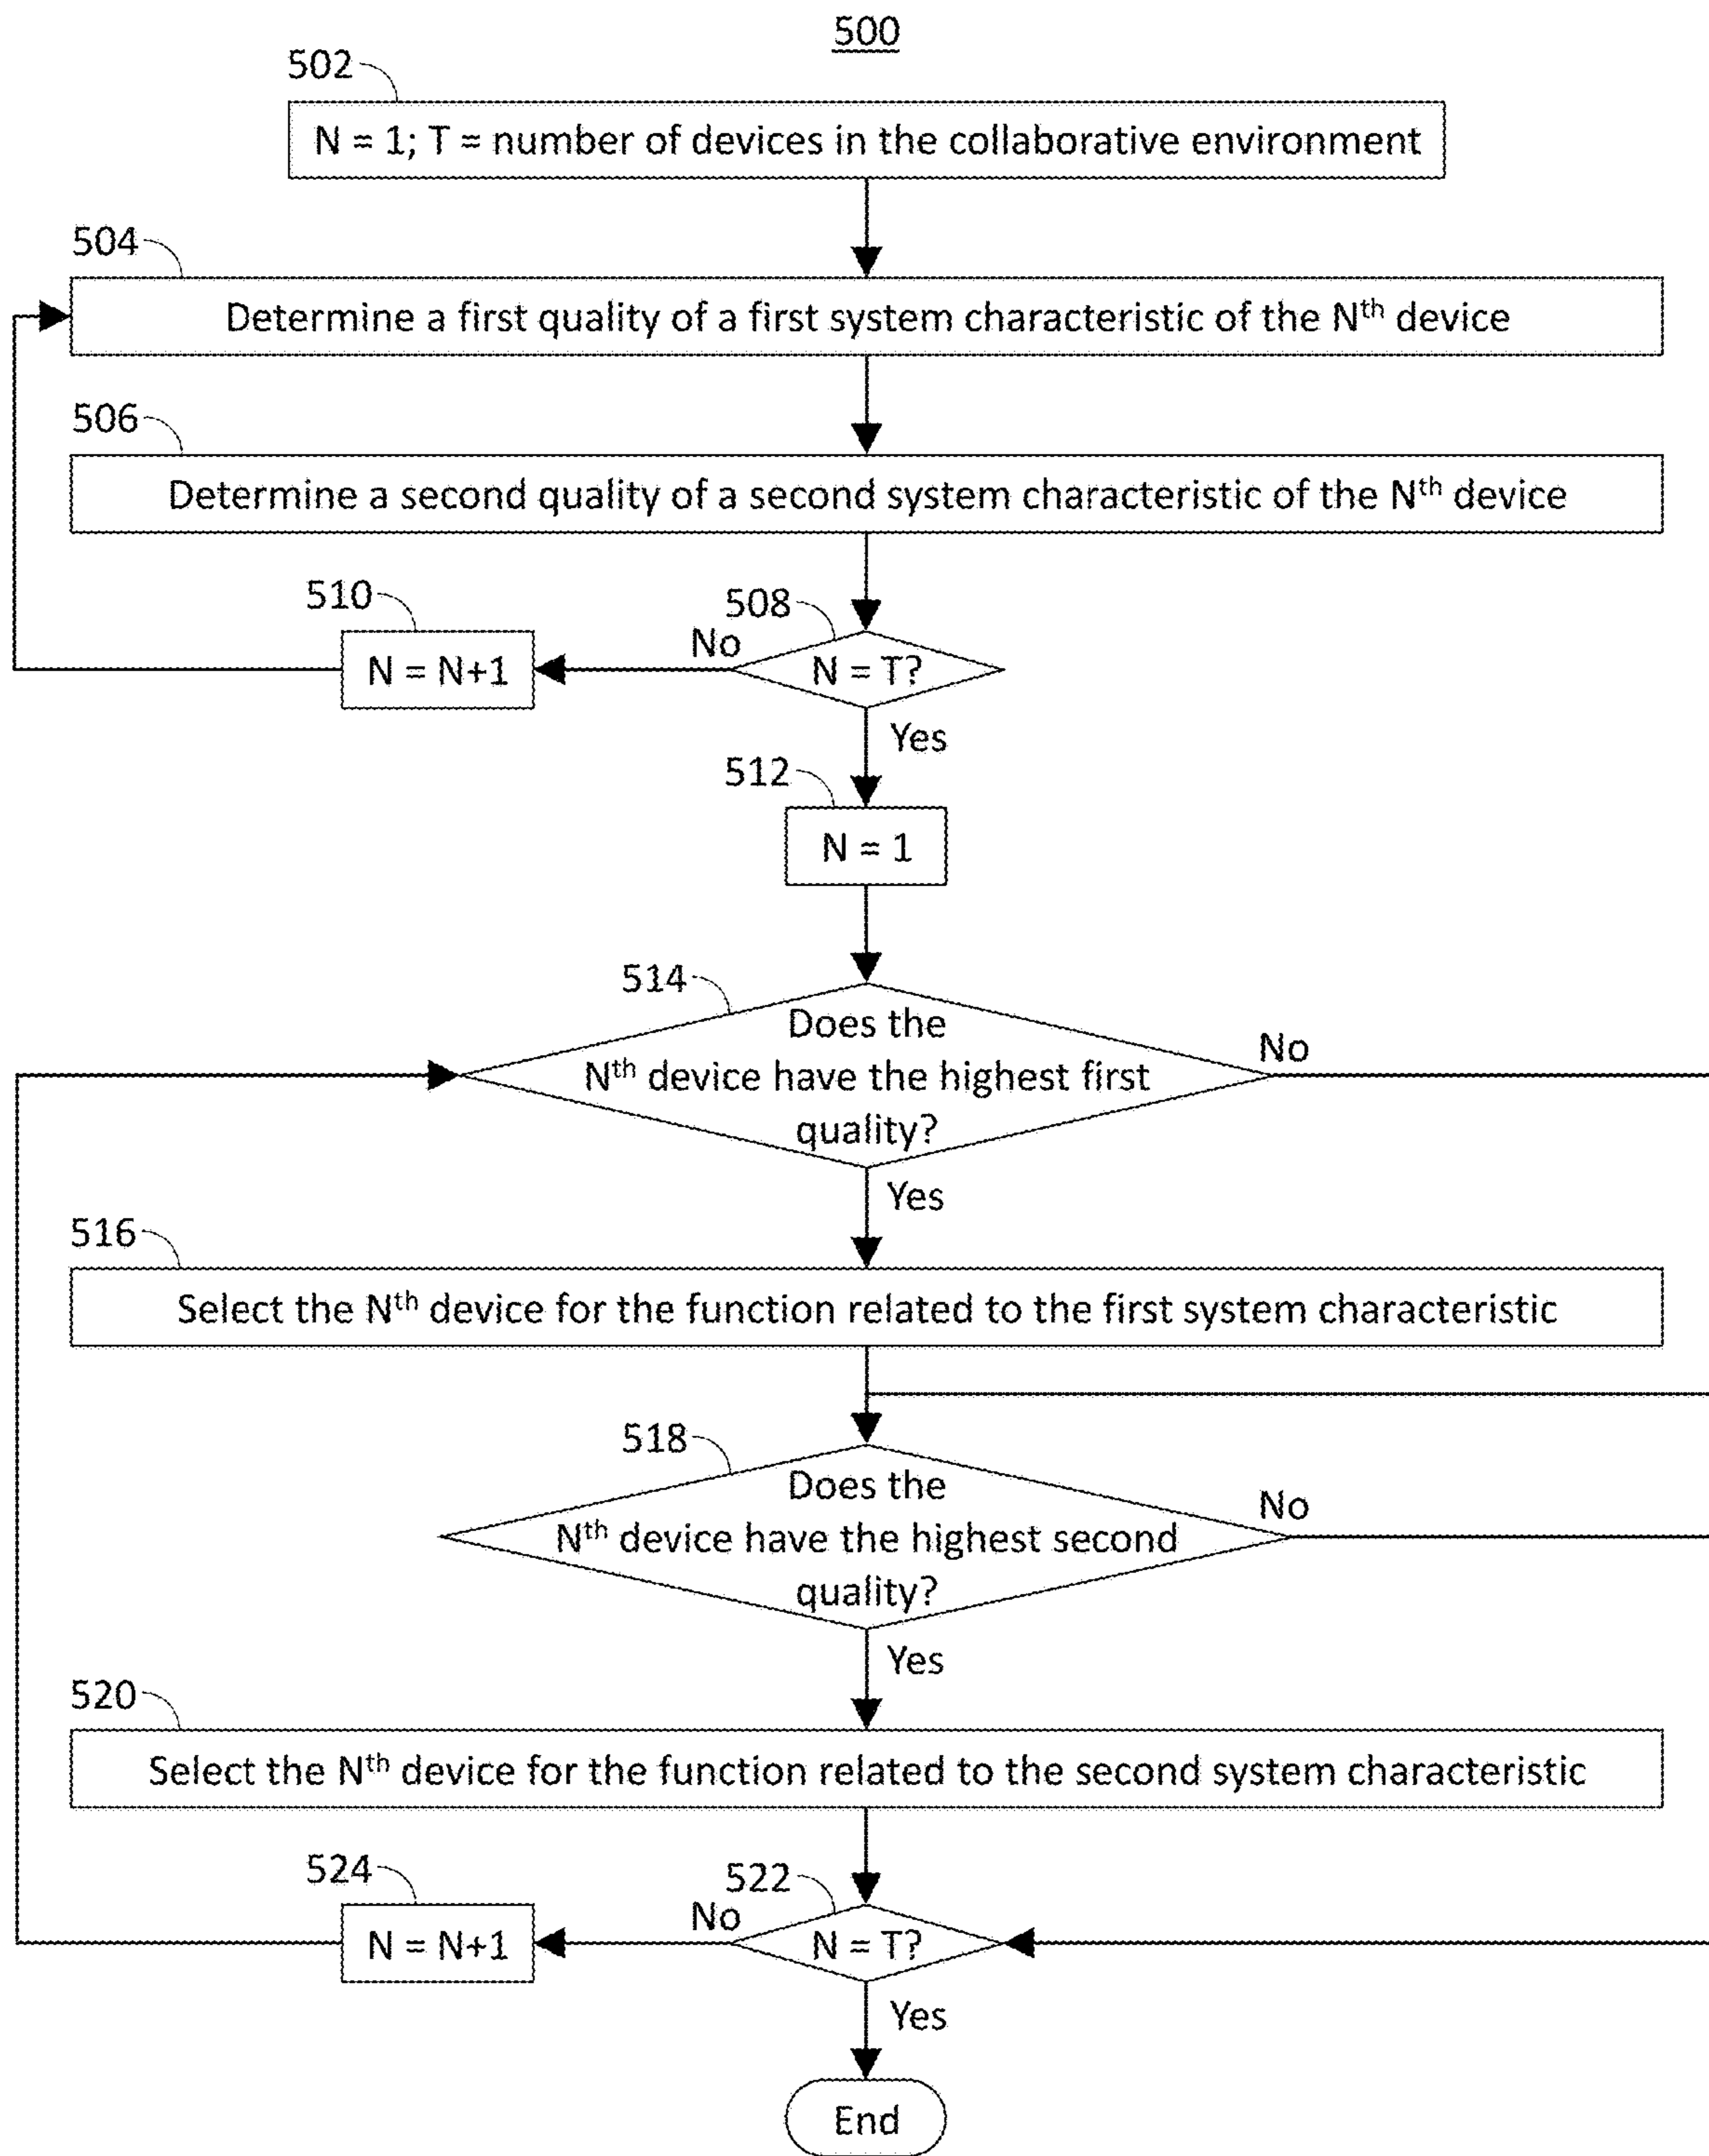 500
502
N = 1; T = number of devices in the collaborative environment
504
Determine a first quality of a first system characteristic of the Nth device
506
Determine a second quality of a second system characteristic of the Nth device
510
508
No
N = N+1
N = T?
Yes
512
N = 1
514
Does the
No
Nth device have the highest first
quality?
Yes
516
Select the Nth device for the function related to the first system characteristic
518
Does the
No
Nth device have the highest second
quality?
Yes
520
Select the Nth device for the function related to the second system characteristic
524
522
No
N = N+1
N = T?
Yes
End